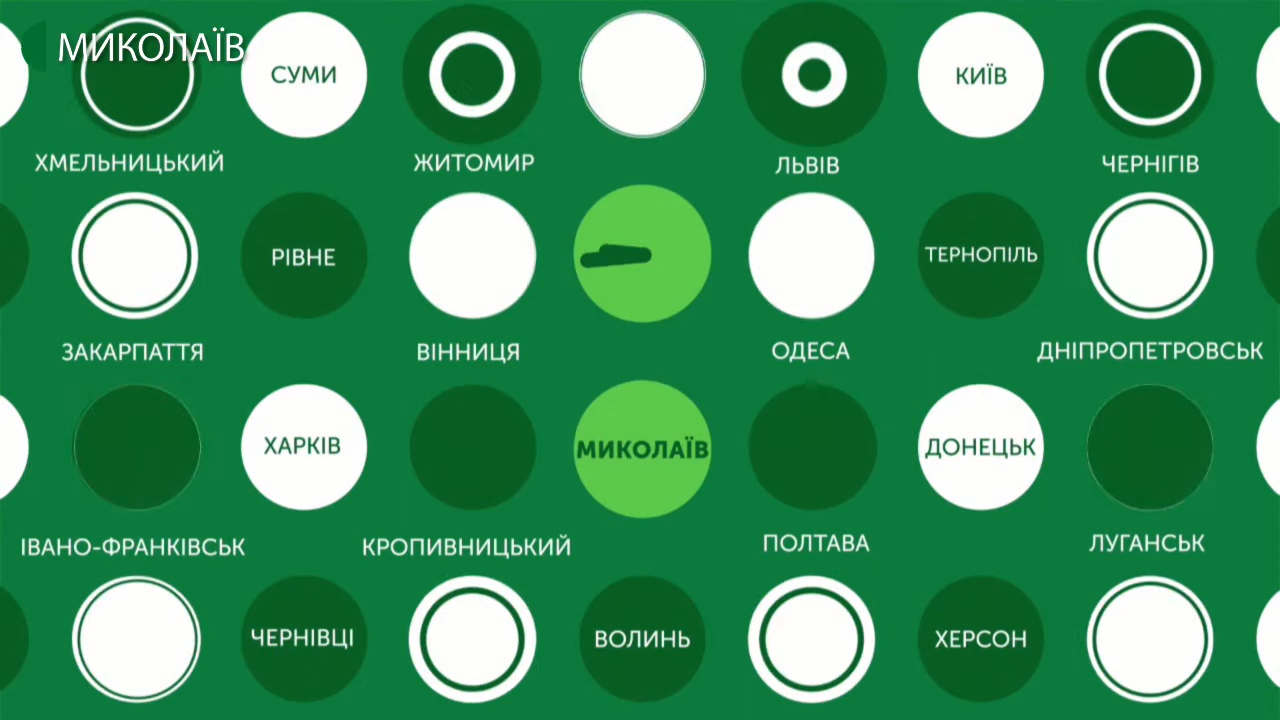 МИКОЛАЇВ
СУМИ
КИЇВ
ХМЕЛЬНИЦЬКИЙ
ЖИТОМИР
ЛЬВІВ
ЧЕРНІГІВ
РІВНЕ
ТЕРНОПІЛЬ
ЗАКАРПАТТЯ
ВІННИЦЯ
ОДЕСА
ДНІПРОПЕТРОВСЬК
ХАРКІВ
МИКОЛАЇВ
ДОНЕЦЬК
ІВАНО-ФРАНКІВСЬК
КРОПИВНИЦЬКИЙ
ПОЛТАВА
ЛУГАНСЬК
ЧЕРНІВЦІ
ВОЛИНЬ
ХЕРСОН